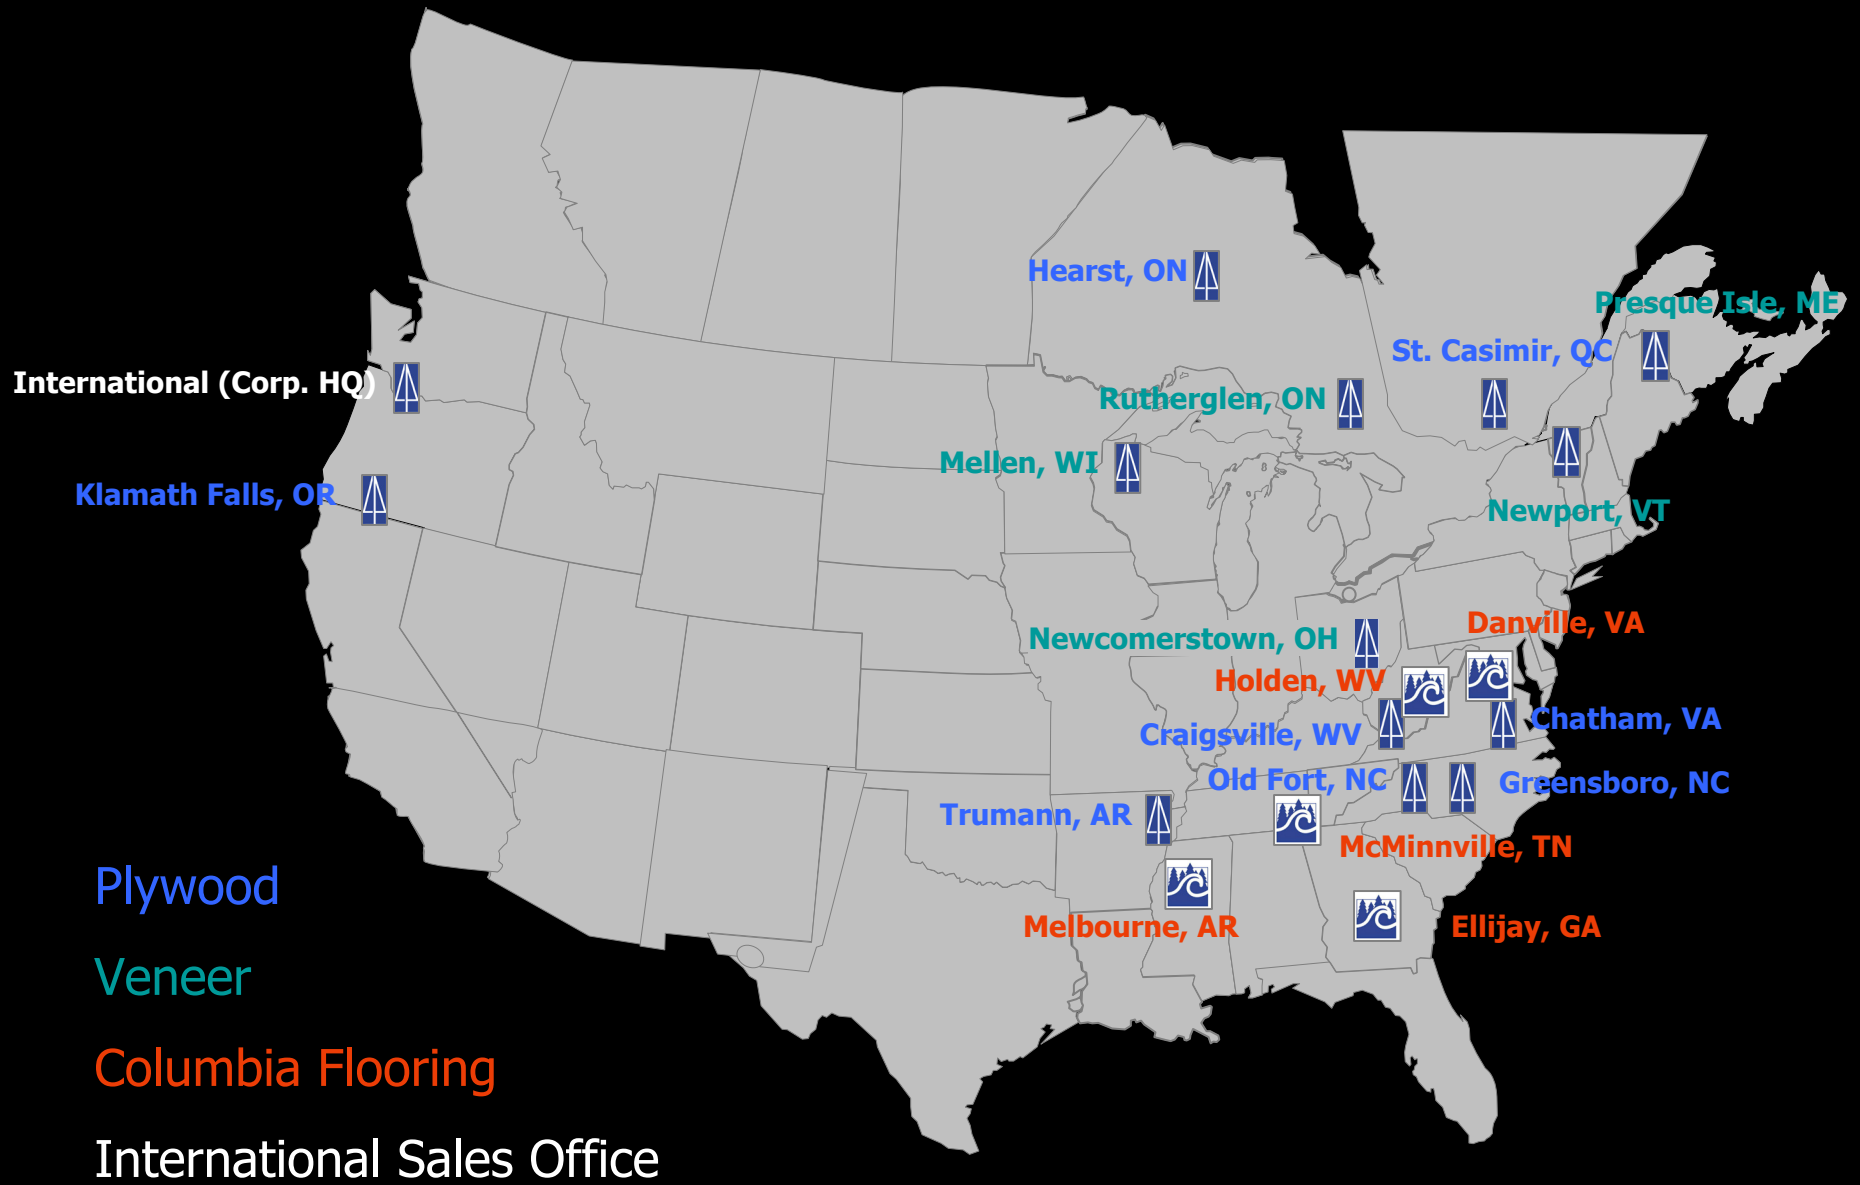 Hearst, ON
Presque Isle, ME
St. Casimir, QC
International (Corp. HQ)
Rutherglen, ON
Mellen, WI
Klamath Falls, OR
Newport, VT
Danville, VA
Newcomerstown, OH
Holden, WV
Chatham, VA
Craigsville, WV
Old Fort, NC
Greensboro, NC
Trumann, AR
McMinnville, TN
Melbourne, AR
Ellijay, GA
Plywood
Veneer
Columbia Flooring
International Sales Office